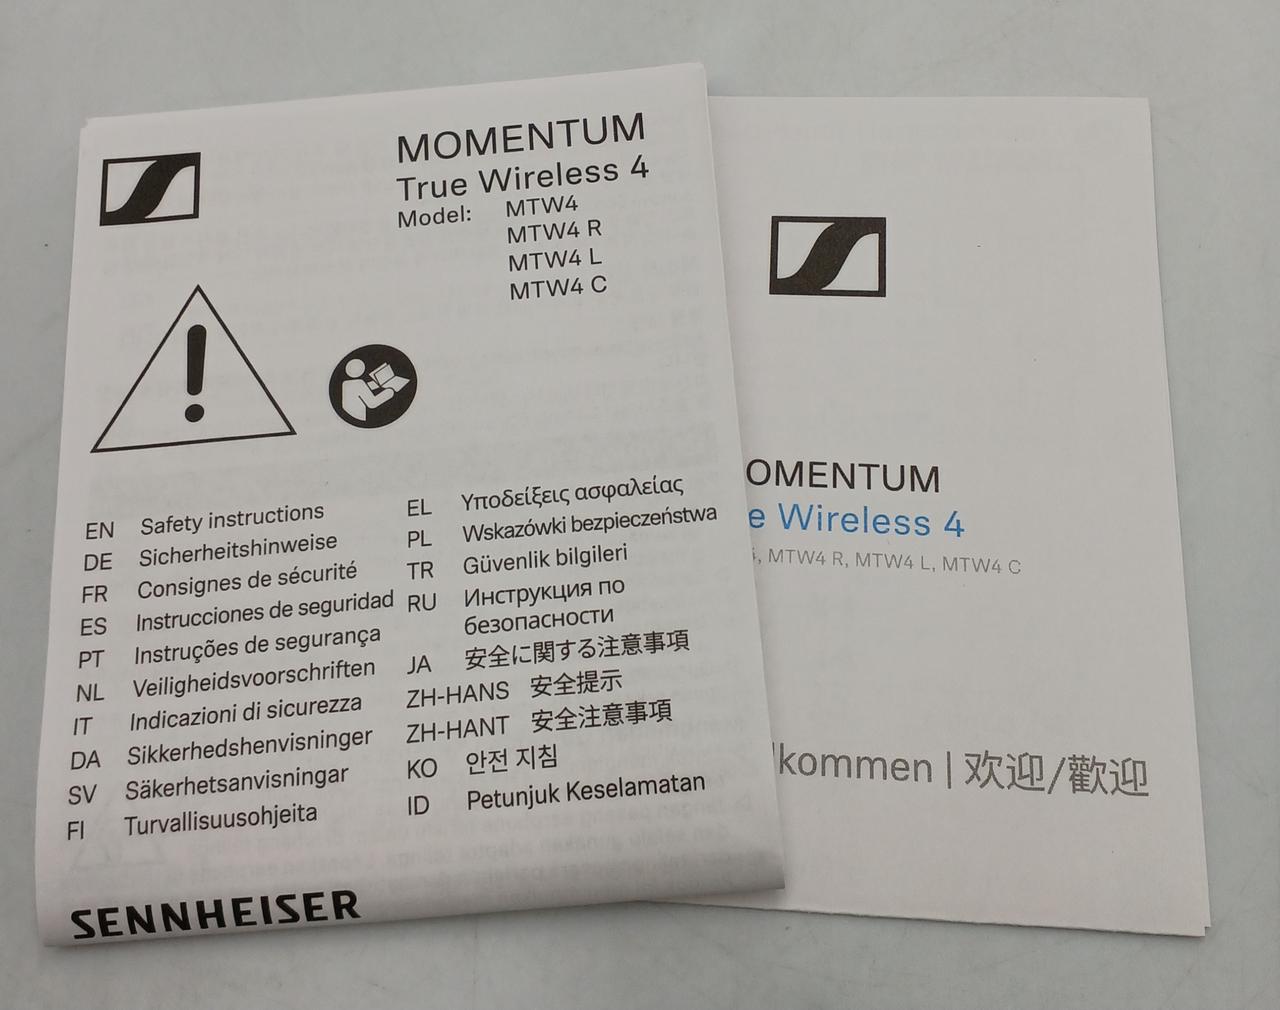 MOMENTUM
True Wireless 4
Model: MTW4
MTW4 R
MTW4 L
MTW4 C
EN Safety instructions
DE Sicherheitshinweise
FR Consignes de sécurité
ES Instrucciones de seguridad
PT Instruções de segurança
NL Veiligheidsvoorschriften
IT Indicazioni di sicurezza
DA Sikkerhedshenvisninger
SV Säkerhetsanvisningar
FI Turvallisuusohjeita
EL Υποδείξεις ασφαλείας
PL Wskazówki bezpieczeństwa
TR Güvenlik bilgileri
RU Инструкция по
безопасности
JA 安全に関する注意事項
ZH-HANS 安全提示
ZH-HANT 安全注意事項
KO 안전 지침
ID Petunjuk Keselamatan
SENNHEISER
OMENTUM
e Wireless 4
MTW4 R, MTW4 L, MTW4 C
lkommen | 欢迎/歡迎